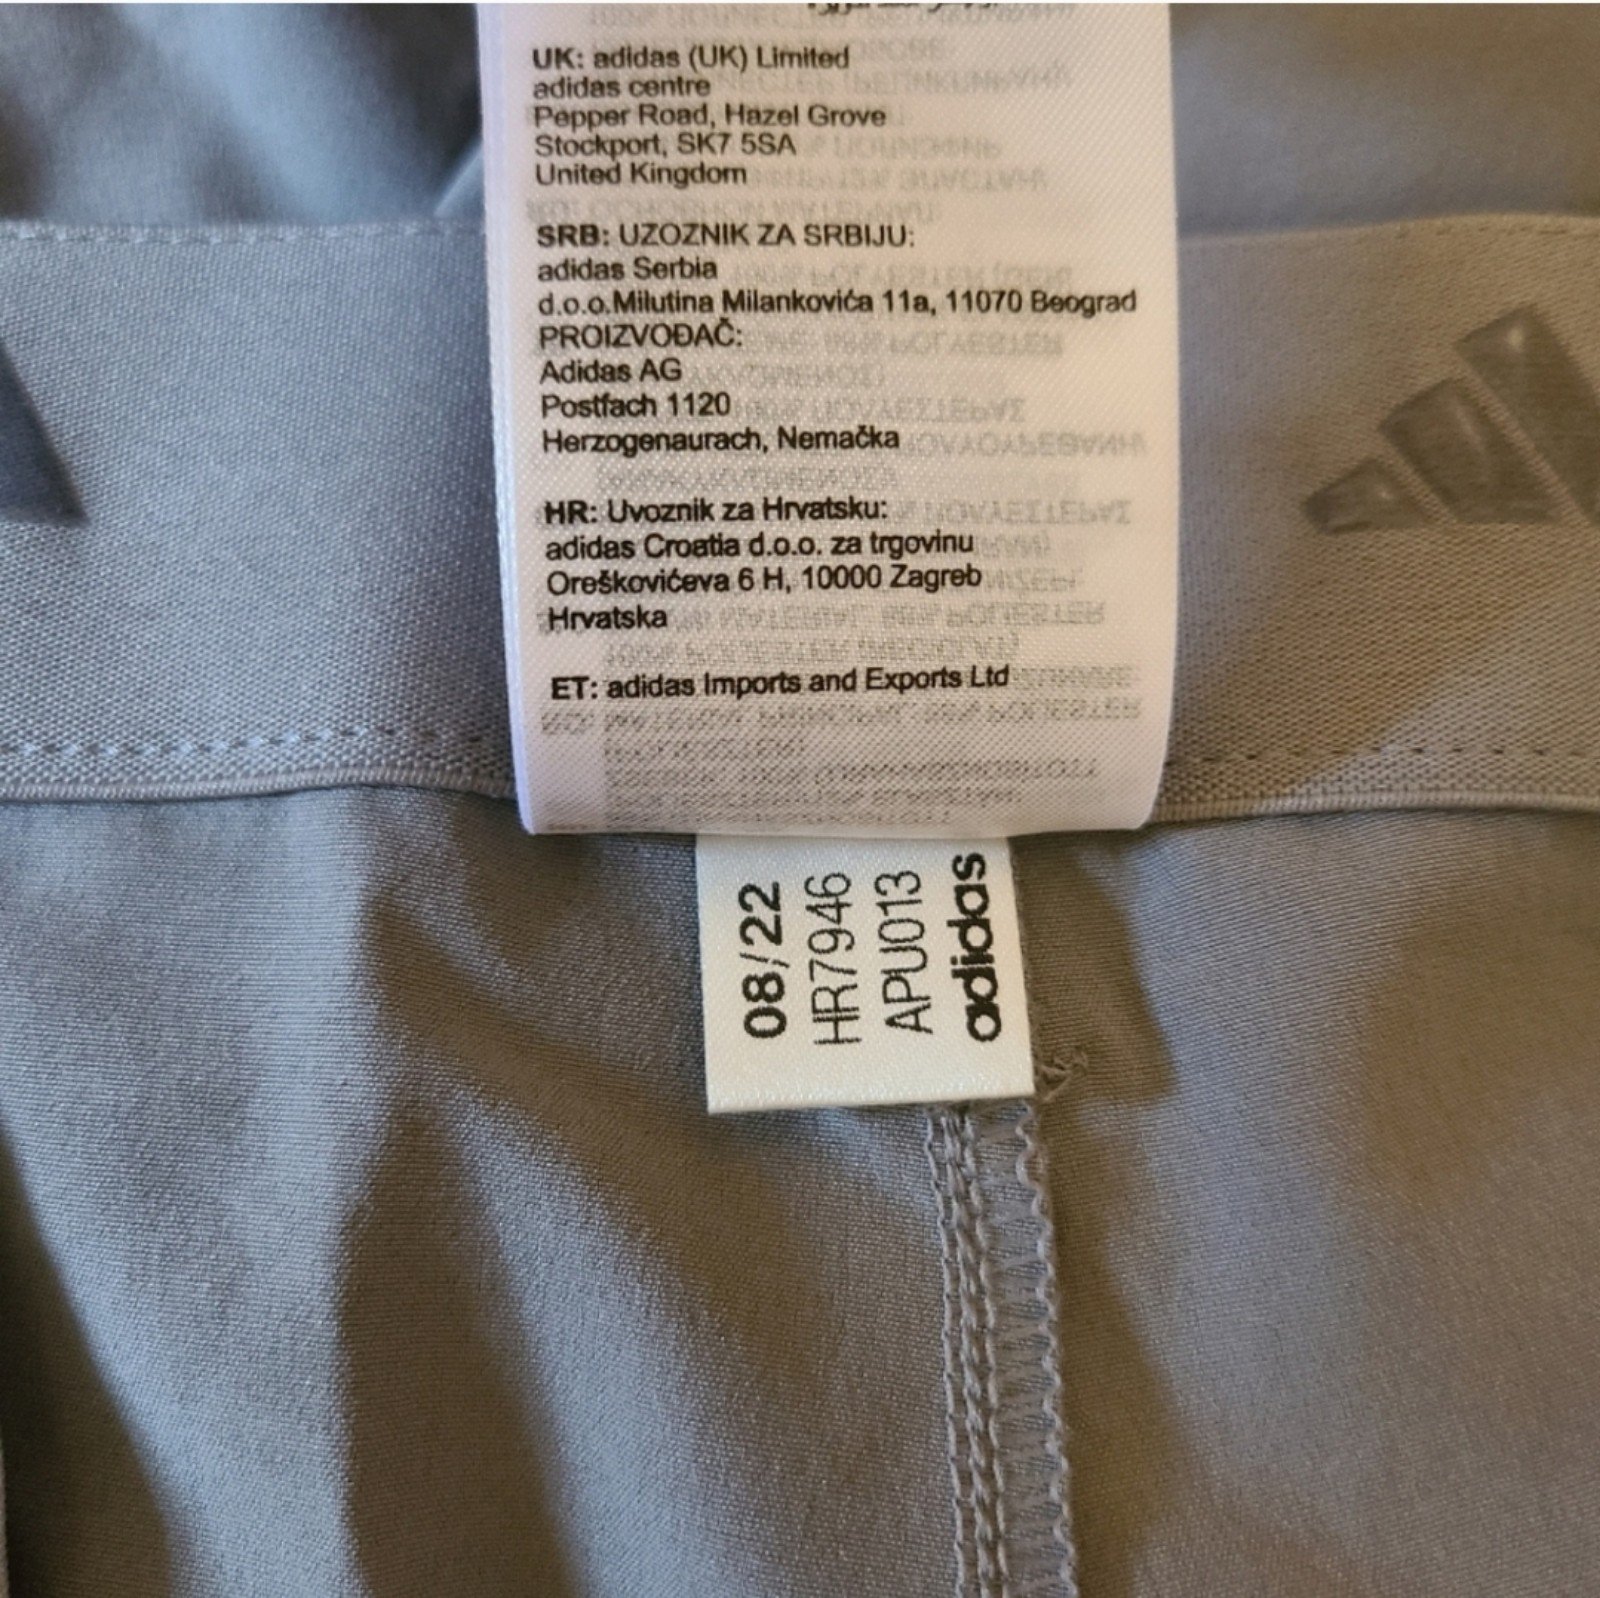 UK: adidas (UK) Limited
adidas centre
Pepper Road, Hazel Grove
Stockport, SK7 5SA
United Kingdom
SRB: UZOZNIK ZA SRBIJU:
adidas Serbia
d.o.o.Milutina Milankovića 11a, 11070 Beograd
PROIZVOĐAČ:
Adidas AG
Postfach 1120
Herzogenaurach, Nemačka
HR: Uvoznik za Hrvatsku:
adidas Croatia d.o.o. za trgovinu
Oreškovićeva 6 H, 10000 Zagreb
Hrvatska
ET: adidas Imports and Exports Ltd
08/22
HR7946
APU013
adidas